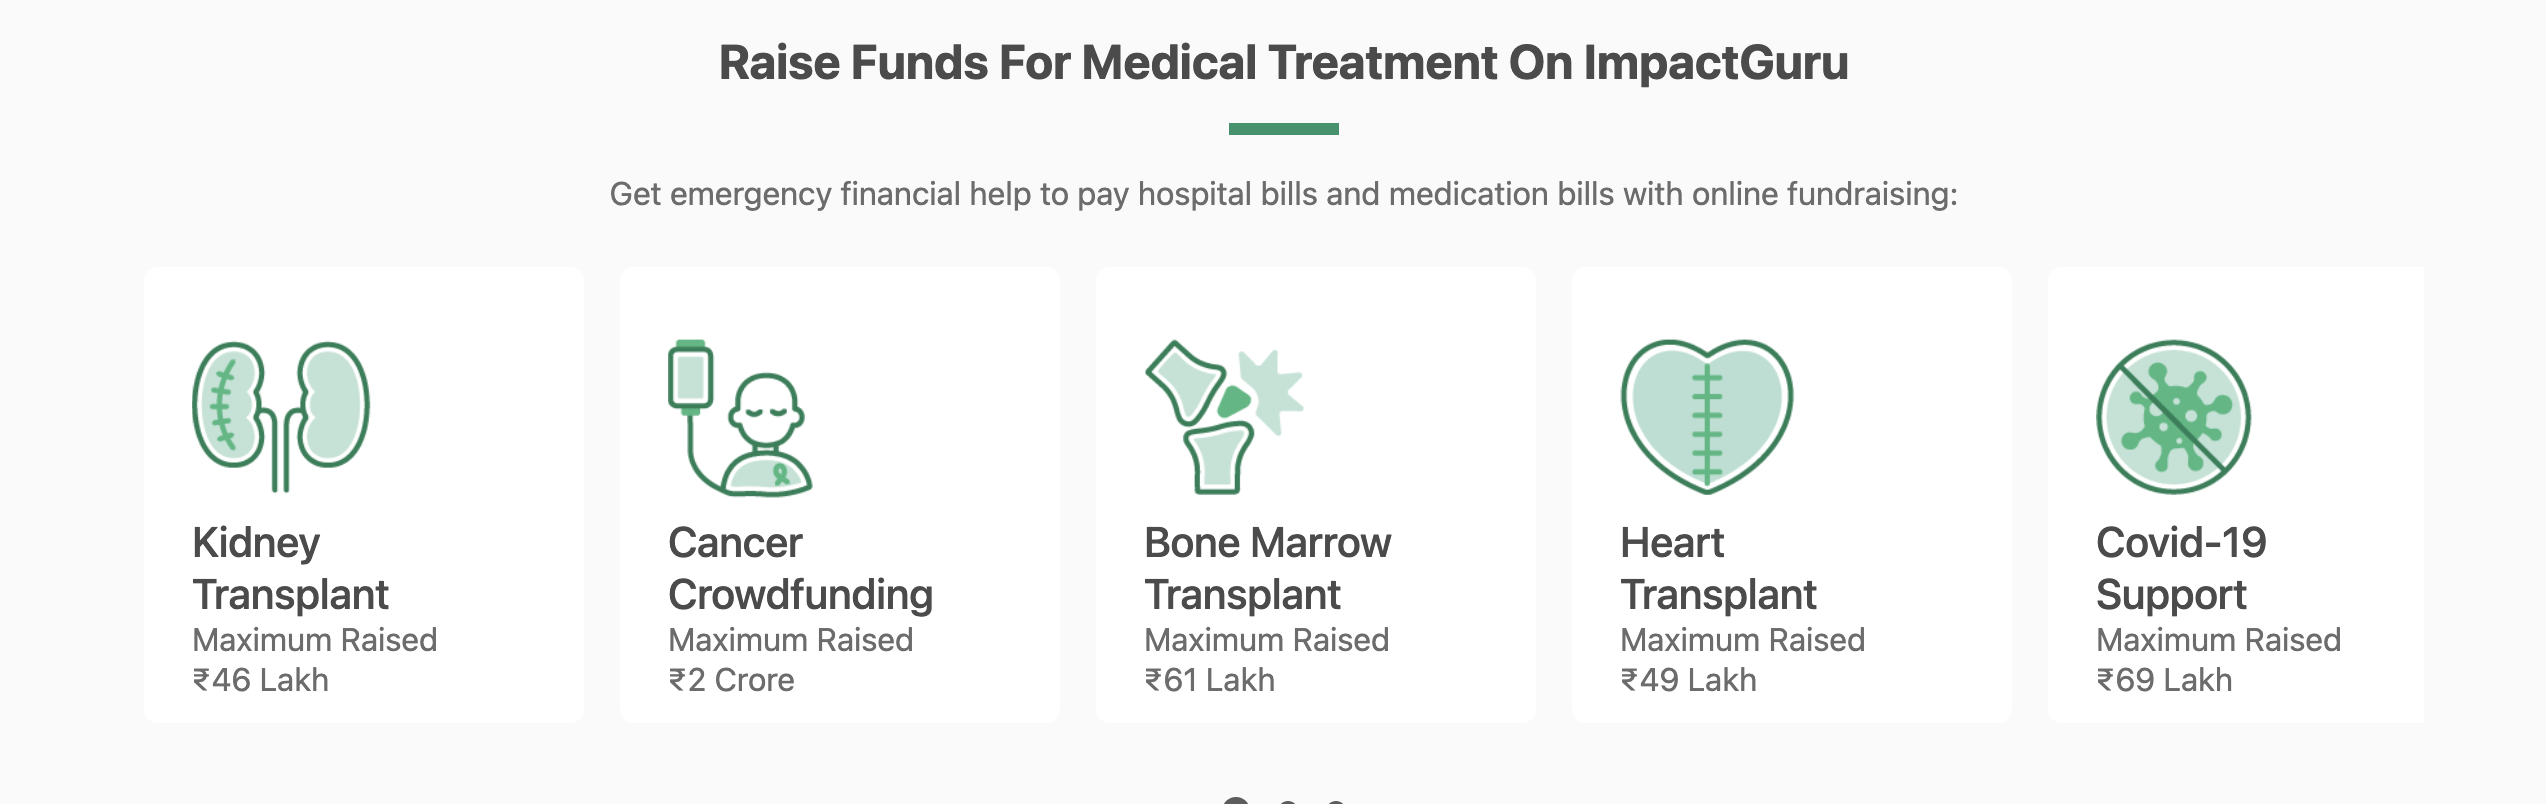 Raise Funds For Medical Treatment On ImpactGuru
Get emergency financial help to pay hospital bills and medication bills with online fundraising:
Kidney
Transplant
Maximum Raised
₹46 Lakh
Cancer
Crowdfunding
Maximum Raised
₹2 Crore
Bone Marrow
Transplant
Maximum Raised
₹61 Lakh
Heart
Transplant
Maximum Raised
₹49 Lakh
Covid-19
Support
Maximum Raised
₹69 Lakh